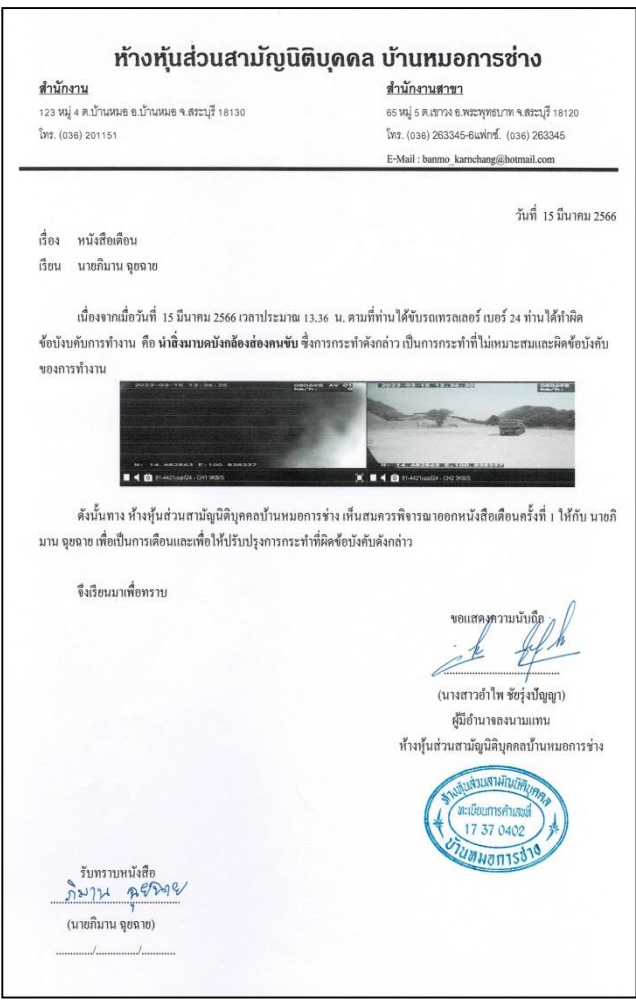 ห้างหุ้นส่วนสามัญนิติบุคคล บ้านหมอการช่าง
สำนักงาน
123 หมู่ 4 ต.บ้านหมอ อ.บ้านหมอ จ.สระบุรี 18130
โทร. (036) 201151
สำนักงานสาขา
65 หมู่ 5 ต.เขาวง อ.พระพุทธบาท จ.สระบุรี 18120
โทร. (036) 263345-6แฟกซ์. (036) 263345
E-Mail : banmo_karnchang@hotmail.com
วันที่ 15 มีนาคม 2566
เรื่อง หนังสือเตือน
เรียน นายภิมาน ฉุยฉาย
เนื่องจากเมื่อวันที่ 15 มีนาคม 2566 เวลาประมาณ 13.36 น. ตามที่ท่านได้ขับรถเทรลเลอร์ เบอร์ 24 ท่านได้ทำผิด
ข้อบังบคับการทำงาน คือ นำสิ่งมาบดบังกล้องส่องคนขับ ซึ่งการกระทำดังกล่าว เป็นการกระทำที่ไม่เหมาะสมและผิดข้อบังคับ
ของการทำงาน
2023-03-15 13:36:25
2023-03-15 13:36:30
N: 14.682863 E:100.838337
N: 14.682863 E:100.838337
ดังนั้นทาง ห้างหุ้นส่วนสามัญนิติบุคคลบ้านหมอการช่าง เห็นสมควรพิจารณาออกหนังสือเตือนครั้งที่ 1 ให้กับ นายภิ
มาน ฉุยฉาย เพื่อเป็นการเตือนและเพื่อให้ปรับปรุงการกระทำที่ผิดข้อบังคับดังกล่าว
จึงเรียนมาเพื่อทราบ
ขอแสดงความนับถือ
(นางสาวอำไพ ชัยรุ่งปัญญา)
ผู้มีอำนาจลงนามแทน
ห้างหุ้นส่วนสามัญนิติบุคคลบ้านหมอการช่าง
ห้างหุ้นส่วนสามัญนิติบุคคล
ทะเบียนการค้าเลขที่
17 37 0402
บ้านหมอการช่าง
รับทราบหนังสือ
ภิมาน ฉุยฉาย
(นายภิมาน ฉุยฉาย)
............/............../............